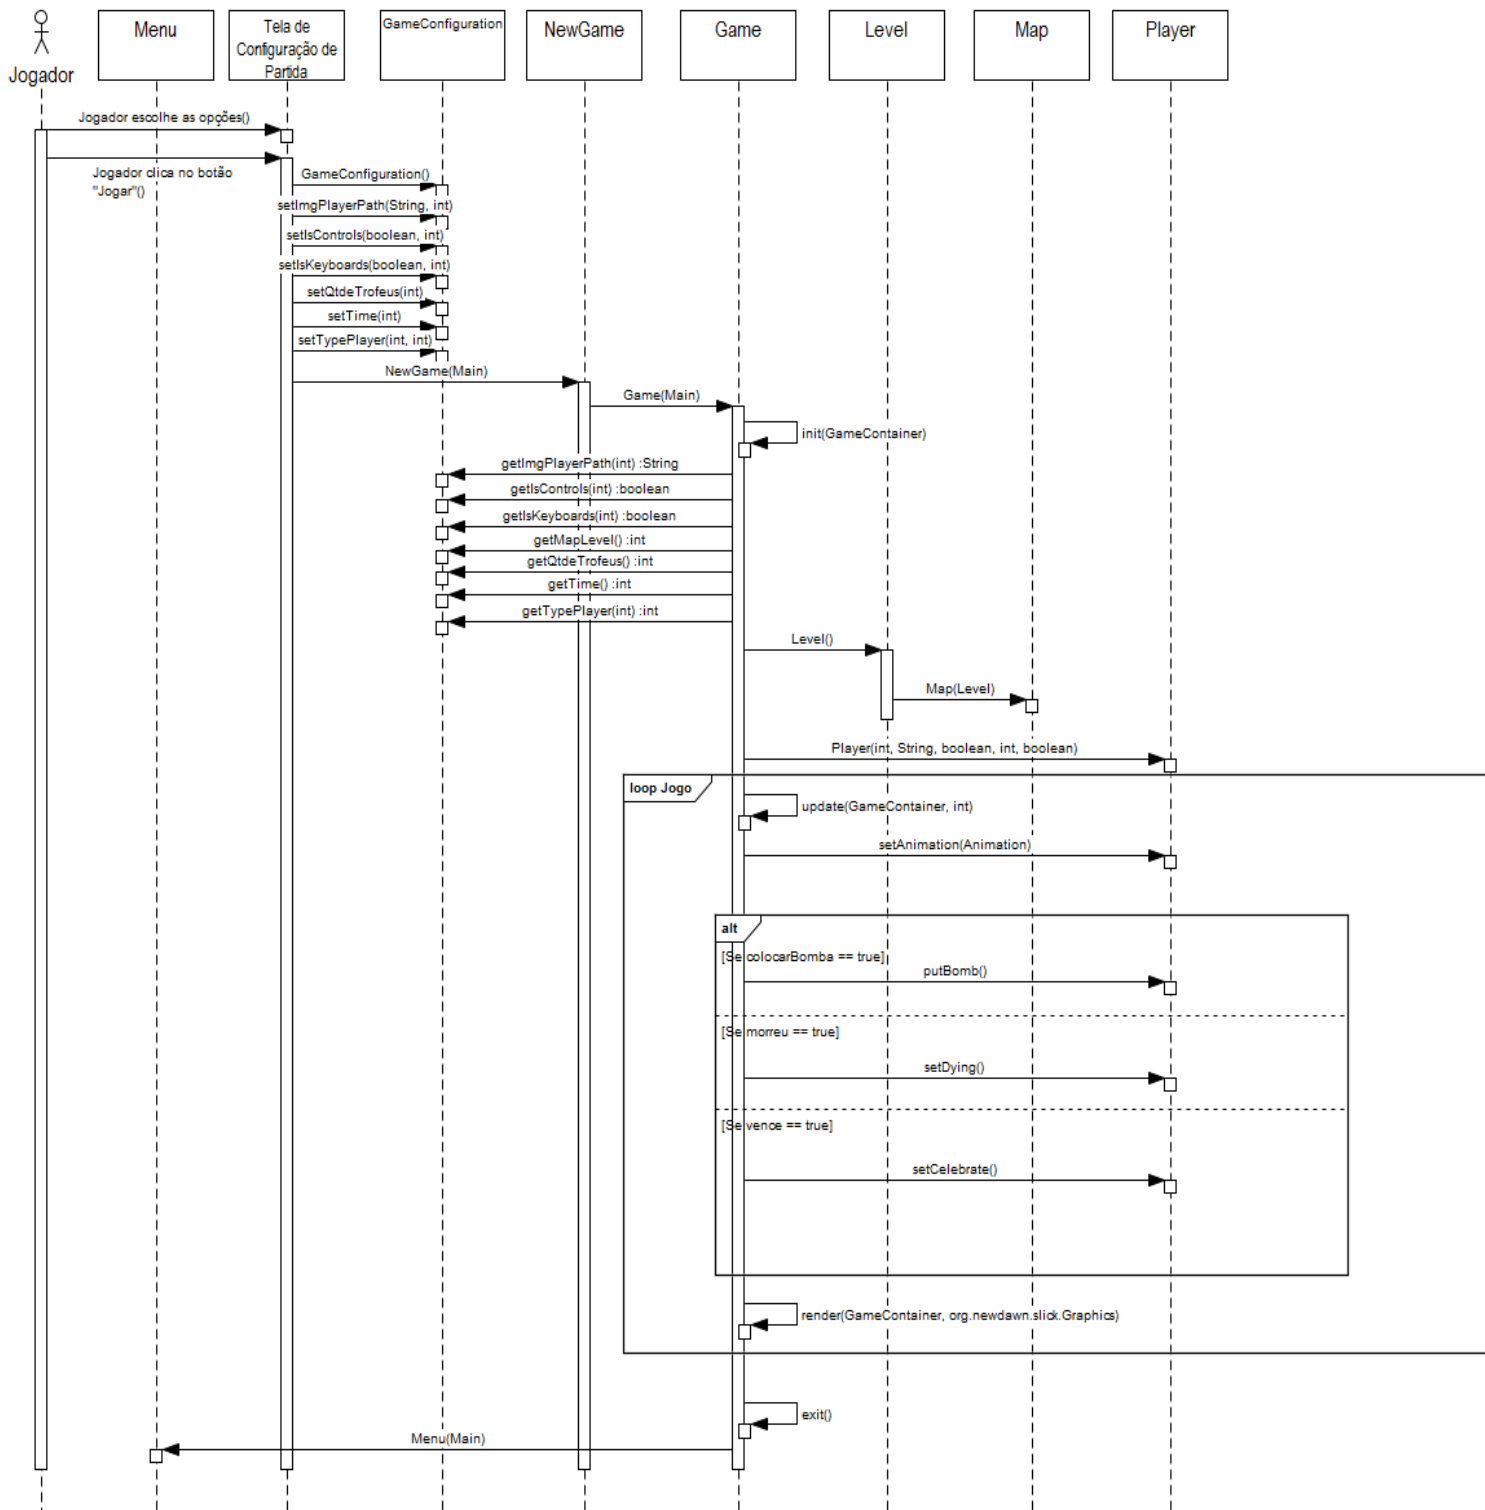 Jogador
Menu
Tela de
Configuração de
Partida
GameConfiguration
NewGame
Game
Level
Map
Player
Jogador escolhe as opções()
Jogador clica no botão
"Jogar"()
GameConfiguration()
setImgPlayerPath(String, int)
setIsControls(boolean, int)
setIsKeyboards(boolean, int)
setQtdeTrofeus(int)
setTime(int)
setTypePlayer(int, int)
NewGame(Main)
Game(Main)
init(GameContainer)
getImgPlayerPath(int) :String
getIsControls(int) :boolean
getIsKeyboards(int) :boolean
getMapLevel() :int
getQtdeTrofeus() :int
getTime() :int
getTypePlayer(int) :int
Level()
Map(Level)
Player(int, String, boolean, int, boolean)
loop Jogo
update(GameContainer, int)
setAnimation(Animation)
alt
[Se colocarBomba == true]
putBomb()
[Se morreu == true]
setDying()
[Se vence == true]
setCelebrate()
render(GameContainer, org.newdawn.slick.Graphics)
exit()
Menu(Main)